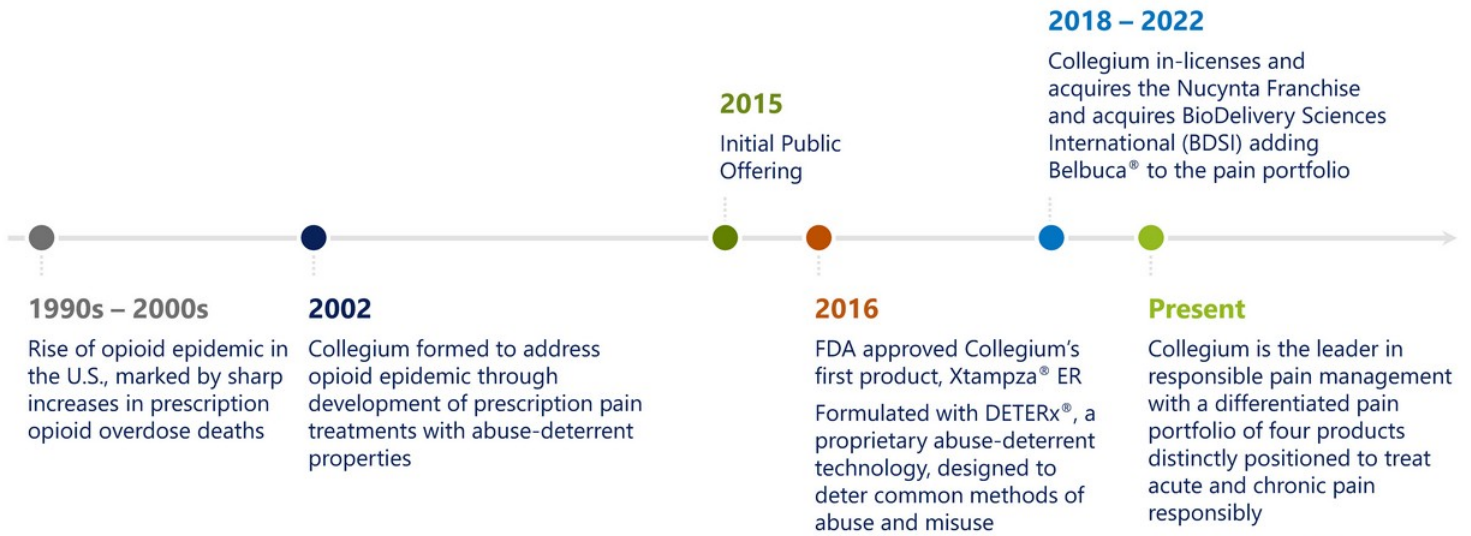 1990s – 2000s
Rise of opioid epidemic in
the U.S., marked by sharp
increases in prescription
opioid overdose deaths
2002
Collegium formed to address
opioid epidemic through
development of prescription pain
treatments with abuse-deterrent
properties
2015
Initial Public
Offering
2016
FDA approved Collegium's
first product, Xtampza® ER
Formulated with DETERx®, a
proprietary abuse-deterrent
technology, designed to
deter common methods of
abuse and misuse
2018 – 2022
Collegium in-licenses and
acquires the Nucynta Franchise
and acquires BioDelivery Sciences
International (BDSI) adding
Belbuca® to the pain portfolio
Present
Collegium is the leader in
responsible pain management
with a differentiated pain
portfolio of four products
distinctly positioned to treat
acute and chronic pain
responsibly